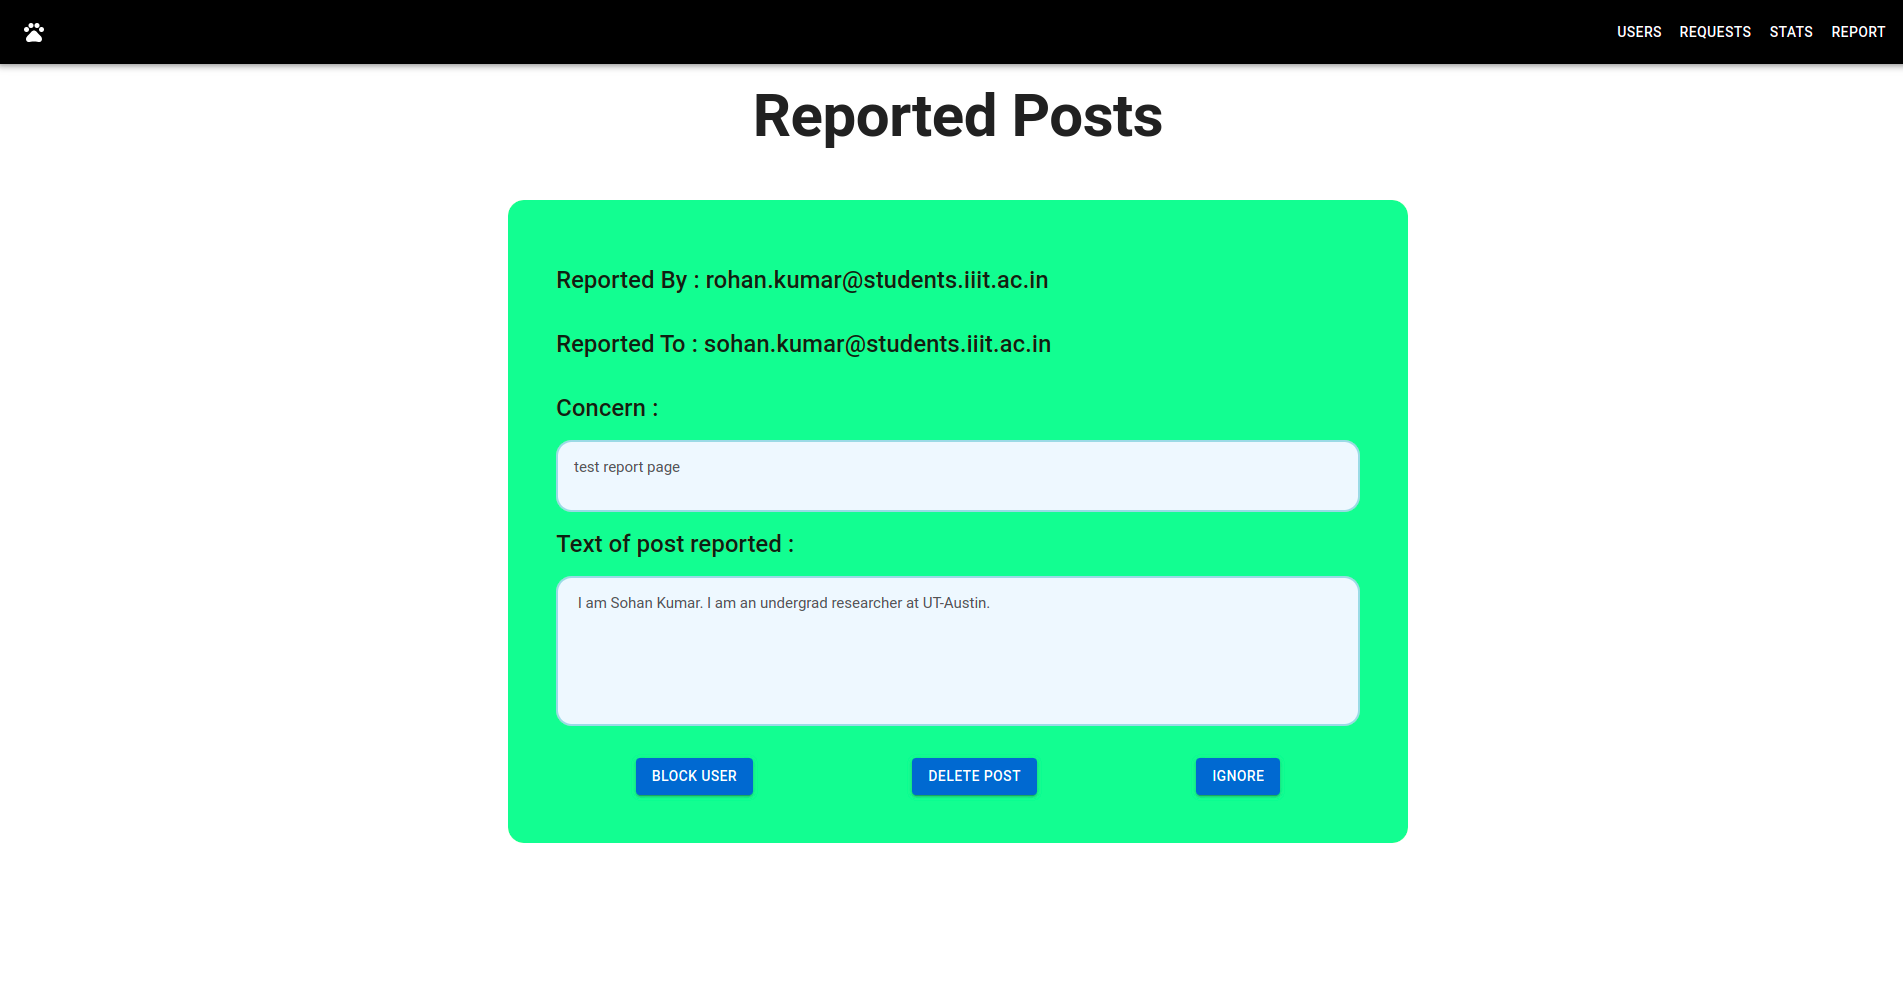 USERS REQUESTS STATS REPORT
Reported Posts
Reported By : rohan.kumar@students.iiit.ac.in
Reported To : sohan.kumar@students.iiit.ac.in
Concern :
test report page
Text of post reported :
I am Sohan Kumar. I am an undergrad researcher at UT-Austin.
BLOCK USER DELETE POST IGNORE